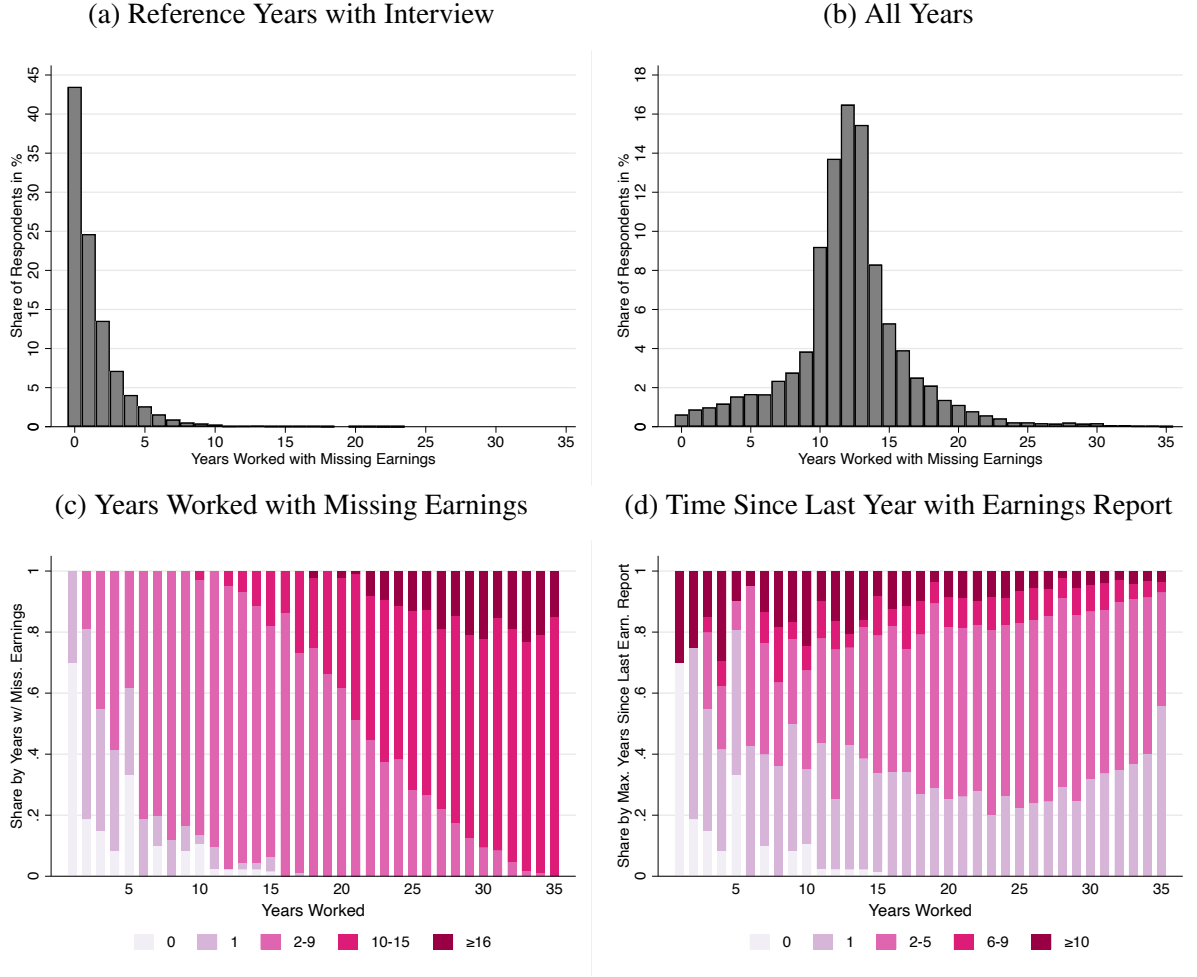 (a) Reference Years with Interview
Share of Respondents in %
0 5 10 15 20 25 30 35 40 45
0 5 10 15 20 25 30 35
Years Worked with Missing Earnings
(b) All Years
Share of Respondents in %
0 2 4 6 8 10 12 14 16 18
0 5 10 15 20 25 30 35
Years Worked with Missing Earnings
(c) Years Worked with Missing Earnings
Share by Years w/ Miss. Earnings
0 .2 .4 .6 .8 1
5 10 15 20 25 30 35
Years Worked
0 1 2-9 10-15 ≥16
(d) Time Since Last Year with Earnings Report
Share by Max. Years Since Last Earn. Report
0 .2 .4 .6 .8 1
5 10 15 20 25 30 35
Years Worked
0 1 2-5 6-9 ≥10